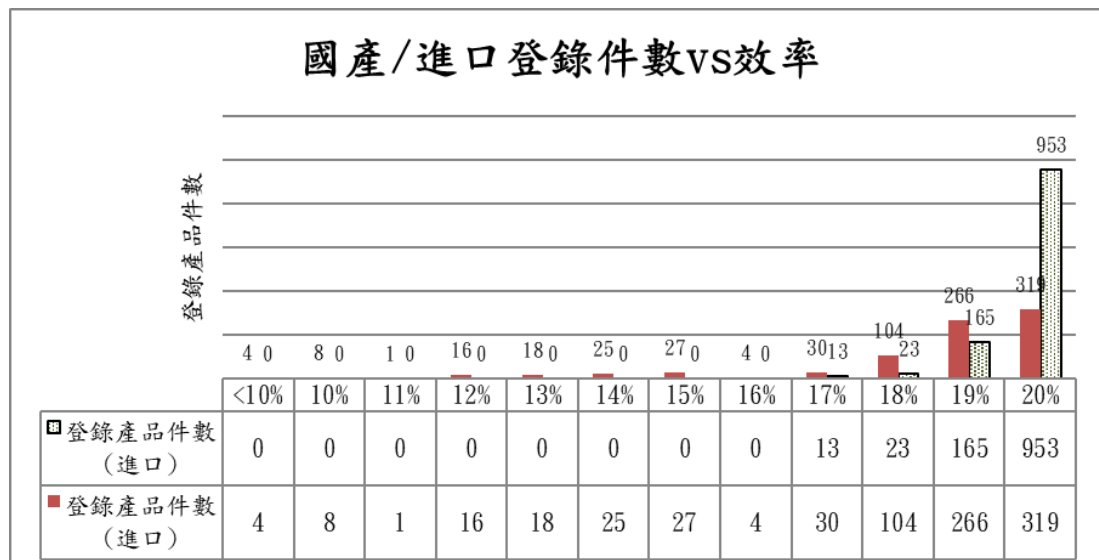 國產/進口登錄件數vs效率
登錄產品件數
4 0 8 0 1 0 16 0 18 0 25 0 27 0 4 0 30 13 104 23 266 165 319 953
<10% 10% 11% 12% 13% 14% 15% 16% 17% 18% 19% 20%
登錄產品件數
(進口)
0 0 0 0 0 0 0 0 13 23 165 953
登錄產品件數
(進口)
4 8 1 16 18 25 27 4 30 104 266 319